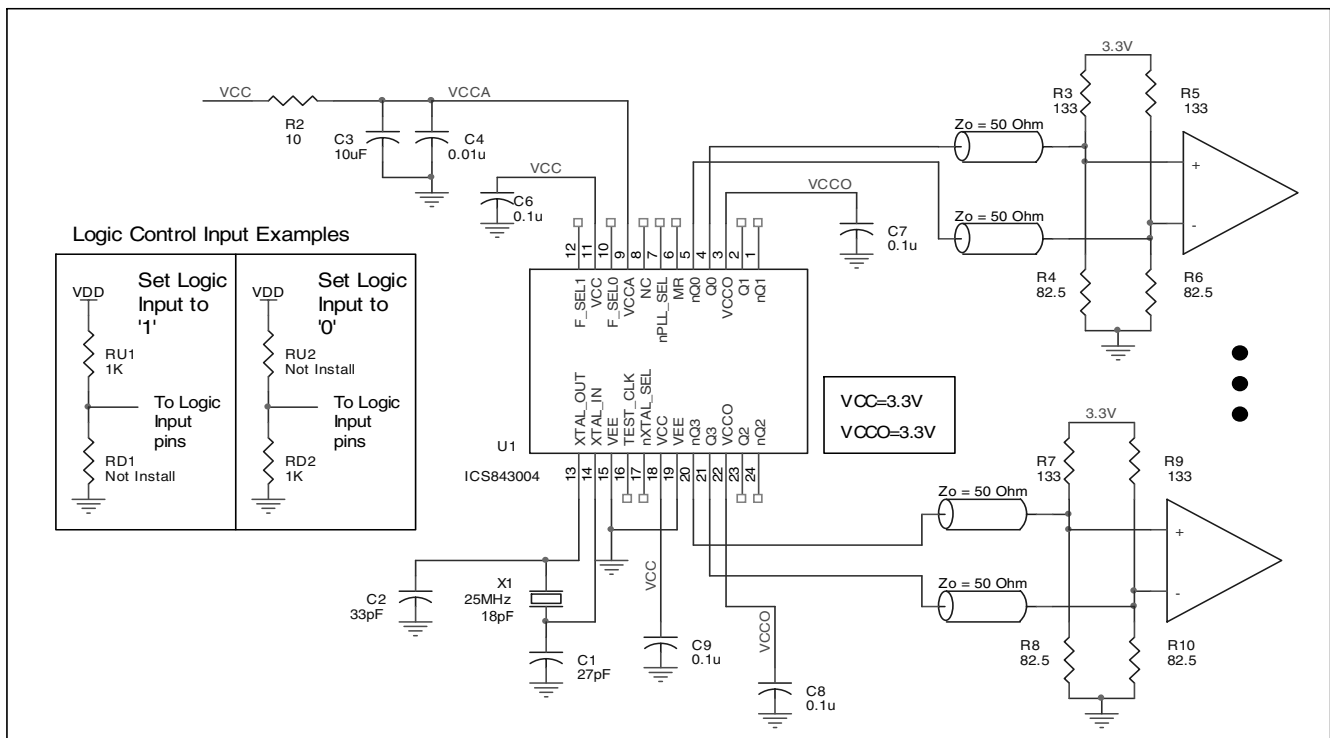 VCC
R2
10
VCCA
C3
10uF
C4
0.01u
VCC
C6
0.1u
VCCO
C7
0.1u
3.3V
R3
133
R5
133
Zo = 50 Ohm
+
Zo = 50 Ohm
-
R4
82.5
R6
82.5
Logic Control Input Examples
Set Logic
Input to
'1'
VDD
RU1
1K
To Logic
Input
pins
RD1
Not Install
Set Logic
Input to
'0'
VDD
RU2
Not Install
To Logic
Input
pins
RD2
1K
12
11
10
9
8
7
6
5
4
3
2
1
F_SEL1
VCC
F_SEL0
VCCA
NC
nPLL_SEL
MR
nQ0
Q0
VCCO
Q1
nQ1
XTAL_OUT
XTAL_IN
VEE
TEST_CLK
nXTAL_SEL
VCC
VEE
nQ3
Q3
VCCO
Q2
nQ2
U1
ICS843004
13
14
15
16
17
18
19
20
21
22
23
24
VCC=3.3V
VCCO=3.3V
3.3V
R7
133
R9
133
Zo = 50 Ohm
+
Zo = 50 Ohm
-
R8
82.5
R10
82.5
C2
33pF
X1
25MHz
18pF
C1
27pF
VCC
C9
0.1u
VCCO
C8
0.1u